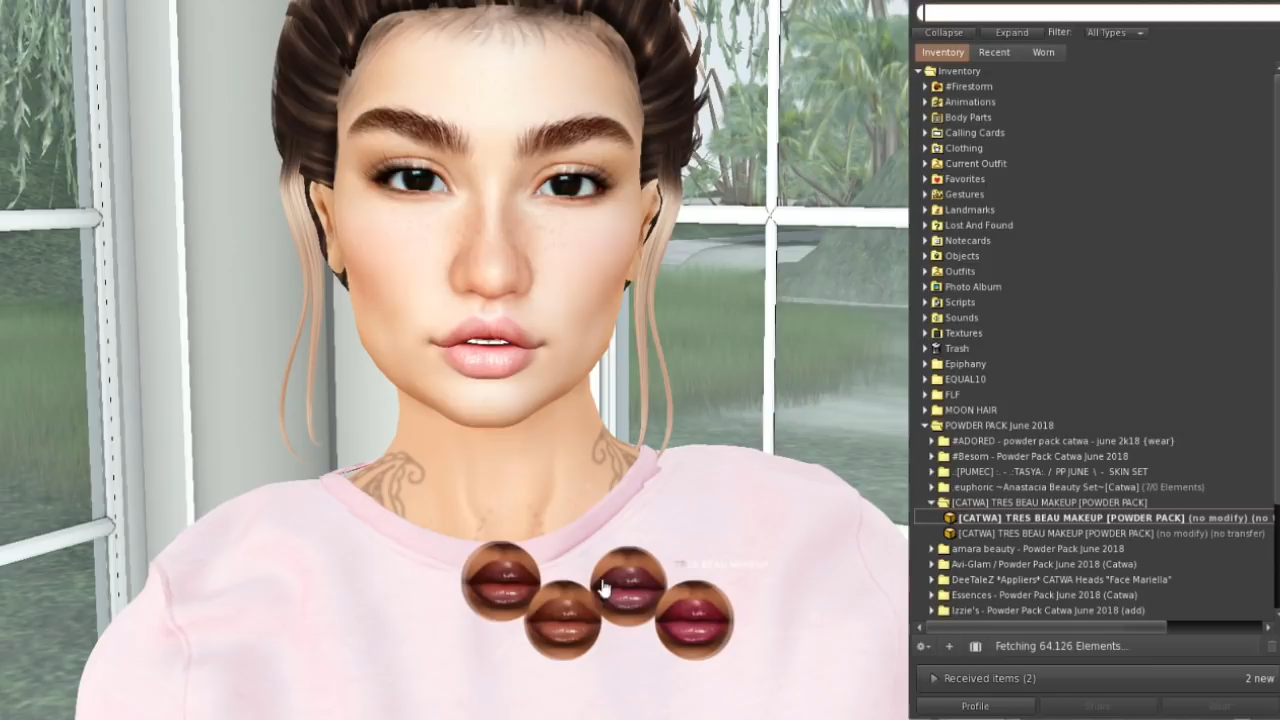 Collapse
Expand
Filter:
All Types
Inventory
Recent
Worn
Inventory
#Firestorm
Animations
Body Parts
Calling Cards
Clothing
Current Outfit
Favorites
Gestures
Landmarks
Lost And Found
Notecards
Objects
Outfits
Photo Album
Scripts
Sounds
Textures
Trash
Epiphany
EQUAL10
FLF
MOON HAIR
POWDER PACK June 2018
#ADORED - powder pack catwa - june 2k18 {wear}
#Besom - Powder Pack Catwa June 2018
.:[PUMEC] :. - .:TASYA:. / PP JUNE \ - SKIN SET
.euphoric ~Anastacia Beauty Set~[Catwa] (7/0 Elements)
[CATWA] TRES BEAU MAKEUP [POWDER PACK]
[CATWA] TRES BEAU MAKEUP [POWDER PACK] (no modify) (no
[CATWA] TRES BEAU MAKEUP [POWDER PACK] (no modify) (no transfer)
amara beauty - Powder Pack June 2018
Avi-Glam / Powder Pack June 2018 (Catwa)
DeeTaleZ *Appliers* CATWA Heads "Face Mariella"
Essences - Powder Pack June 2018 (Catwa)
Izzie's - Powder Pack Catwa June 2018 (add)
Fetching 64.126 Elements...
Received items (2)
2 new
Profile
Share